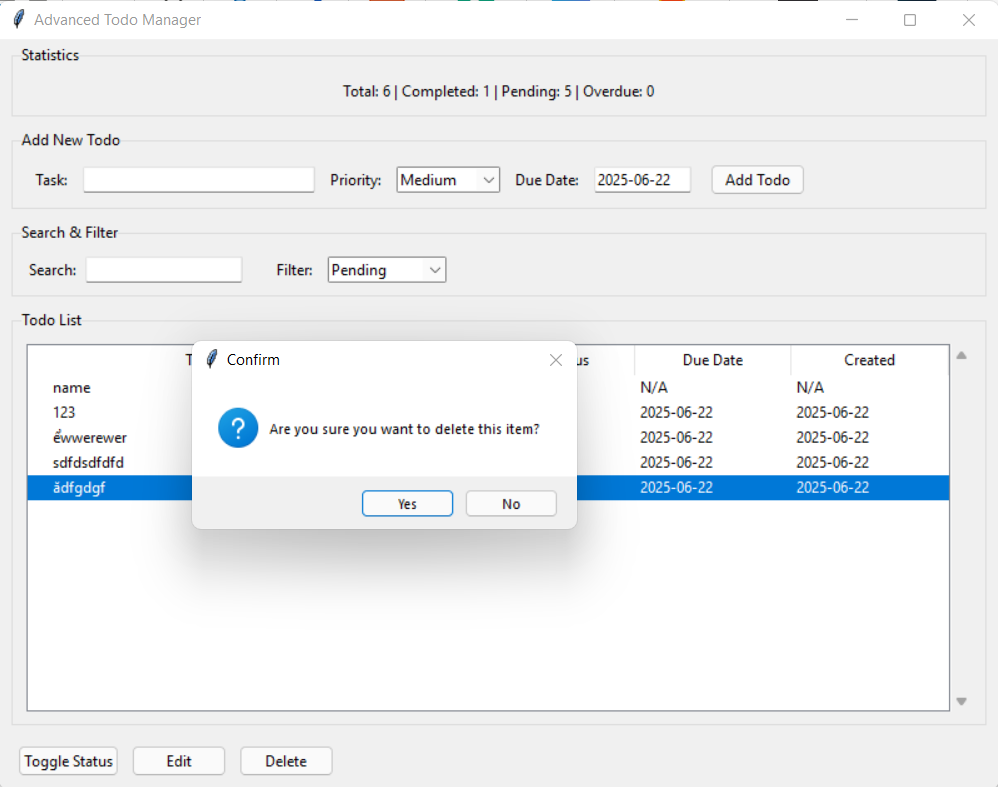 Advanced Todo Manager
Statistics
Total: 6 | Completed: 1 | Pending: 5 | Overdue: 0
Add New Todo
Task: Priority: Medium Due Date: 2025-06-22 Add Todo
Search & Filter
Search: Filter: Pending
Todo List
Due Date Created
name N/A N/A
123 2025-06-22 2025-06-22
ểwwerewer 2025-06-22 2025-06-22
sdfdsdfdfd 2025-06-22 2025-06-22
ădfgdgf 2025-06-22 2025-06-22
Confirm
Are you sure you want to delete this item?
Yes No
Toggle Status Edit Delete